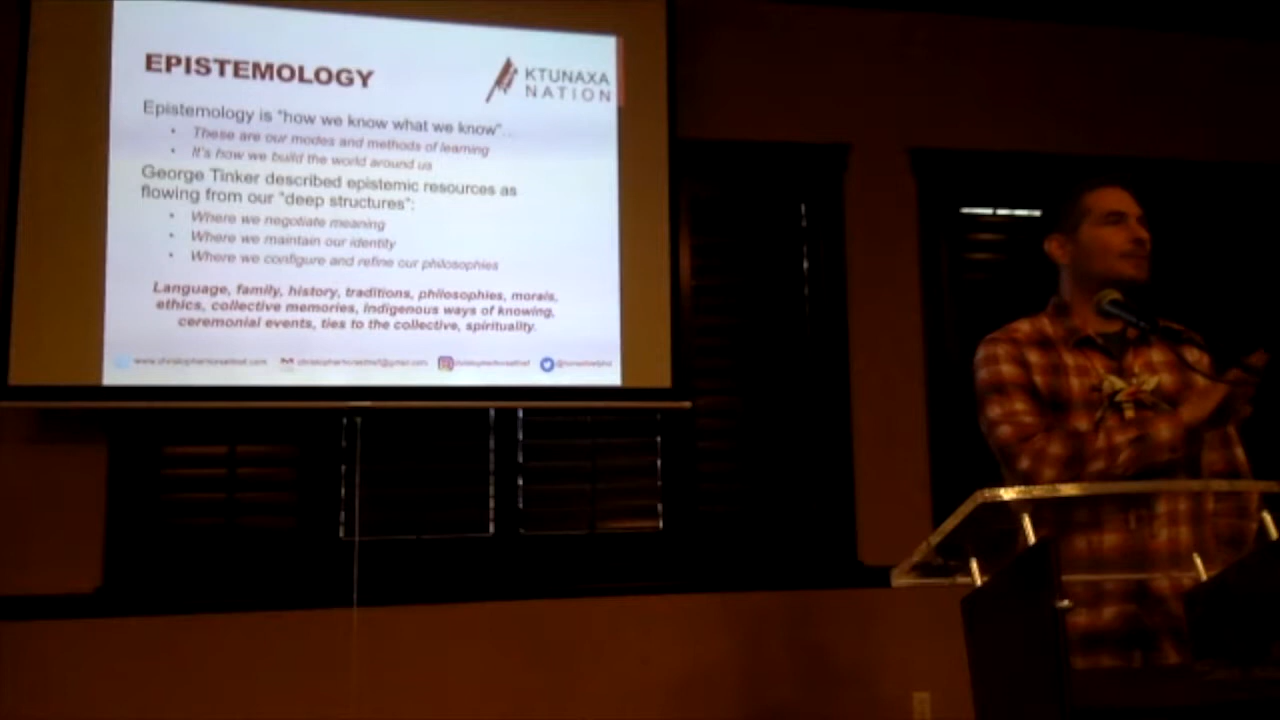 EPISTEMOLOGY
KTUNAXA
NATION
Epistemology is "how we know what we know"...
• These are our modes and methods of learning
• It's how we build the world around us
George Tinker described epistemic resources as
flowing from our "deep structures":
• Where we negotiate meaning
• Where we maintain our identity
• Where we configure and refine our philosophies
Language, family, history, traditions, philosophies, morals,
ethics, collective memories, indigenous ways of knowing,
ceremonial events, ties to the collective, spirituality.